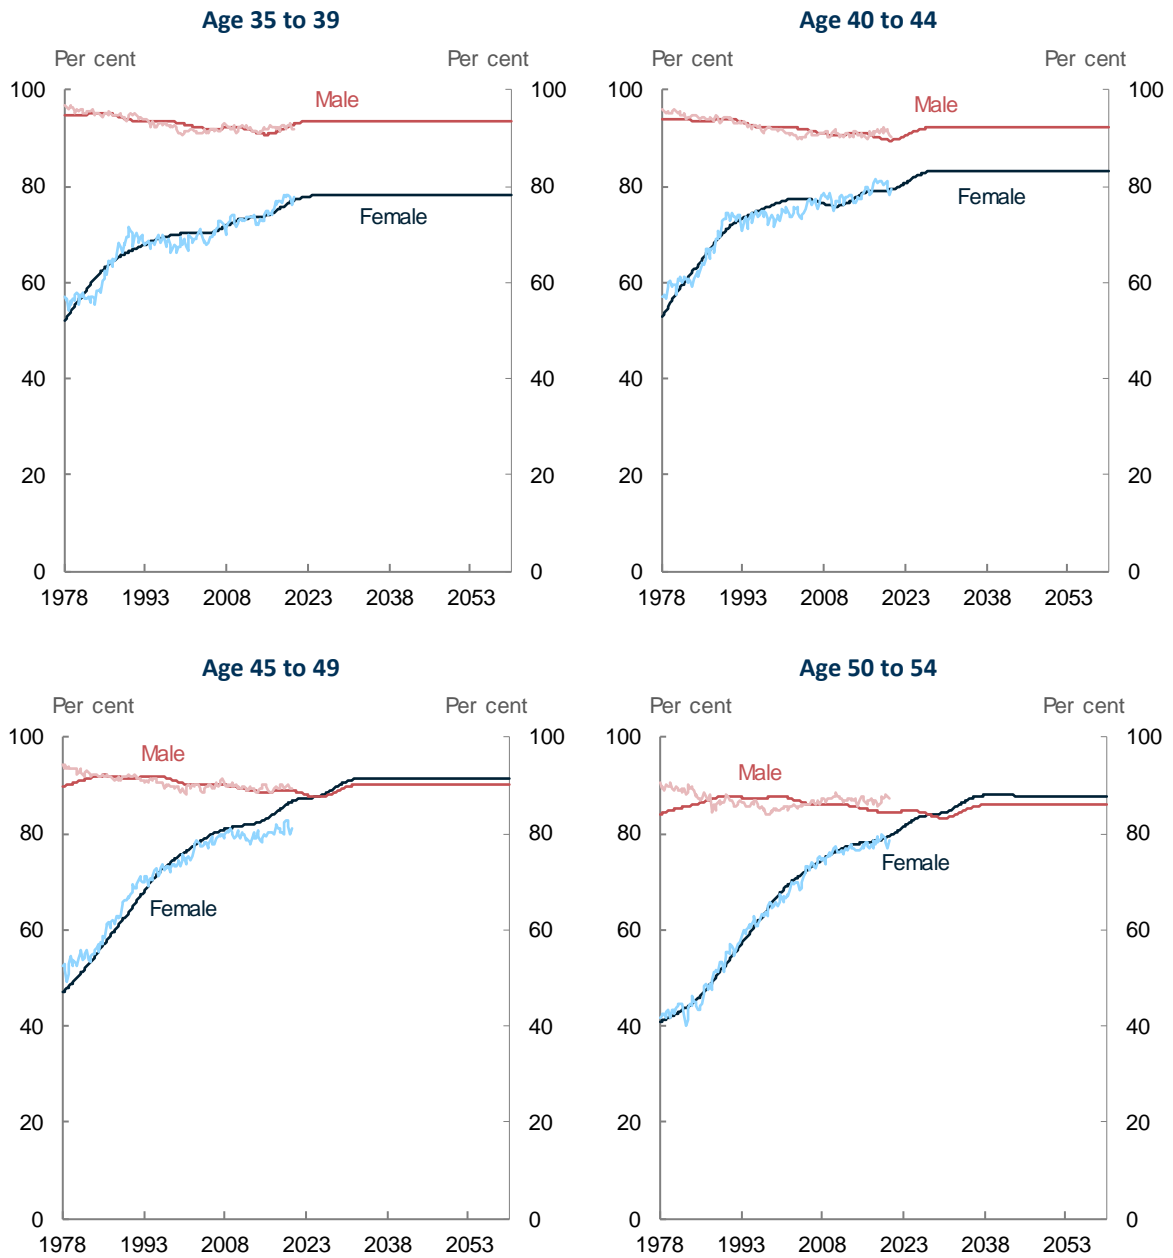 Age 35 to 39
Per cent Per cent
100 100
Male
80 80
Female
60 60
40 40
20 20
0 0
1978 1993 2008 2023 2038 2053
Age 40 to 44
Per cent Per cent
100 100
Male
80 80
Female
60 60
40 40
20 20
0 0
1978 1993 2008 2023 2038 2053
Age 45 to 49
Per cent Per cent
100 100
Male
80 80
Female
60 60
40 40
20 20
0 0
1978 1993 2008 2023 2038 2053
Age 50 to 54
Per cent Per cent
100 100
Male
80 80
Female
60 60
40 40
20 20
0 0
1978 1993 2008 2023 2038 2053